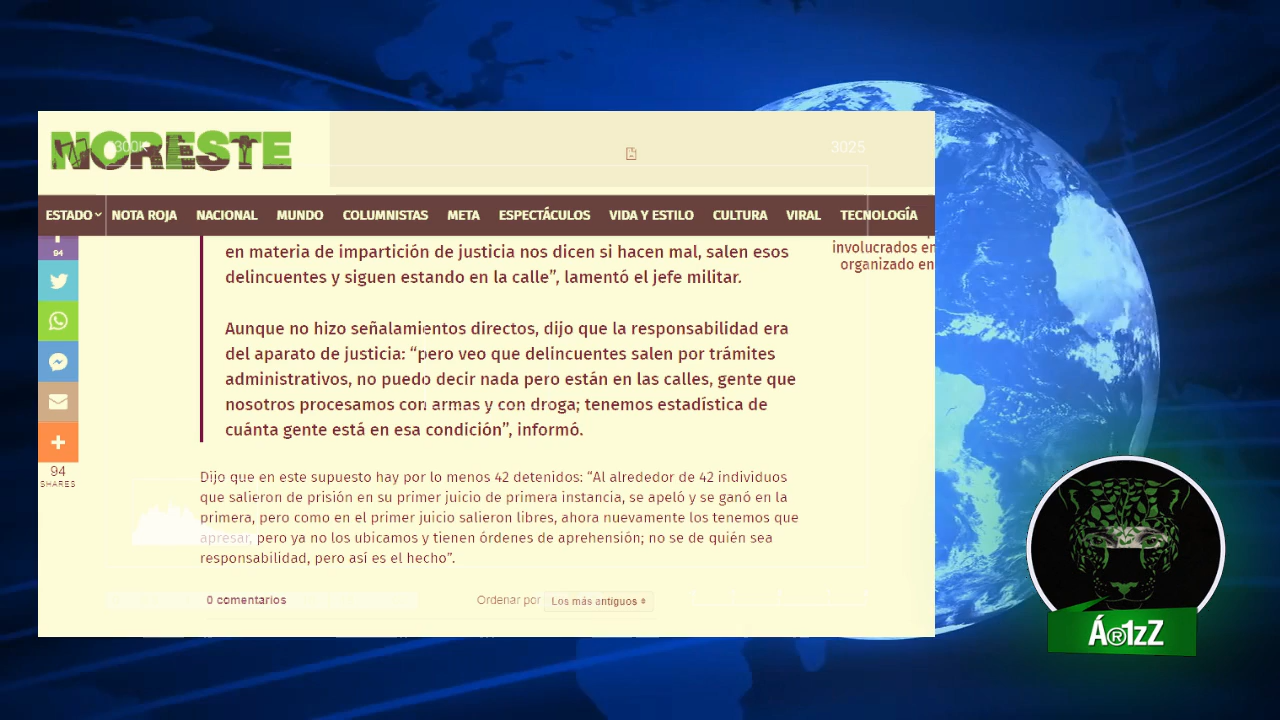 NORESTE
300K
3025
ESTADO NOTA ROJA NACIONAL MUNDO COLUMNISTAS META ESPECTÁCULOS VIDA Y ESTILO CULTURA VIRAL TECNOLOGÍA
94
94
SHARES
en materia de impartición de justicia nos dicen si hacen mal, salen esos
delincuentes y siguen estando en la calle”, lamentó el jefe militar.
Aunque no hizo señalamientos directos, dijo que la responsabilidad era
del aparato de justicia: “pero veo que delincuentes salen por trámites
administrativos, no puedo decir nada pero están en las calles, gente que
nosotros procesamos con armas y con droga; tenemos estadística de
cuánta gente está en esa condición”, informó.
Dijo que en este supuesto hay por lo menos 42 detenidos: “Al alrededor de 42 individuos
que salieron de prisión en su primer juicio de primera instancia, se apeló y se ganó en la
primera, pero como en el primer juicio salieron libres, ahora nuevamente los tenemos que
apresar, pero ya no los ubicamos y tienen órdenes de aprehensión; no se de quién sea
responsabilidad, pero así es el hecho”.
0 comentarios
Ordenar por Los más antiguos
involucrados en
organizado en
Á®1zZ